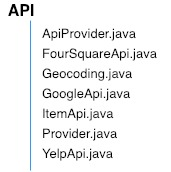 API
ApiProvider.java
FourSquareApi.java
Geocoding.java
GoogleApi.java
ItemApi.java
Provider.java
YelpApi.java